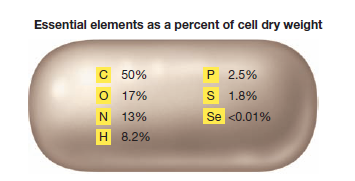 Essential elements as a percent of cell dry weight
C 50% P 2.5%
O 17% S 1.8%
N 13% Se <0.01%
H 8.2%